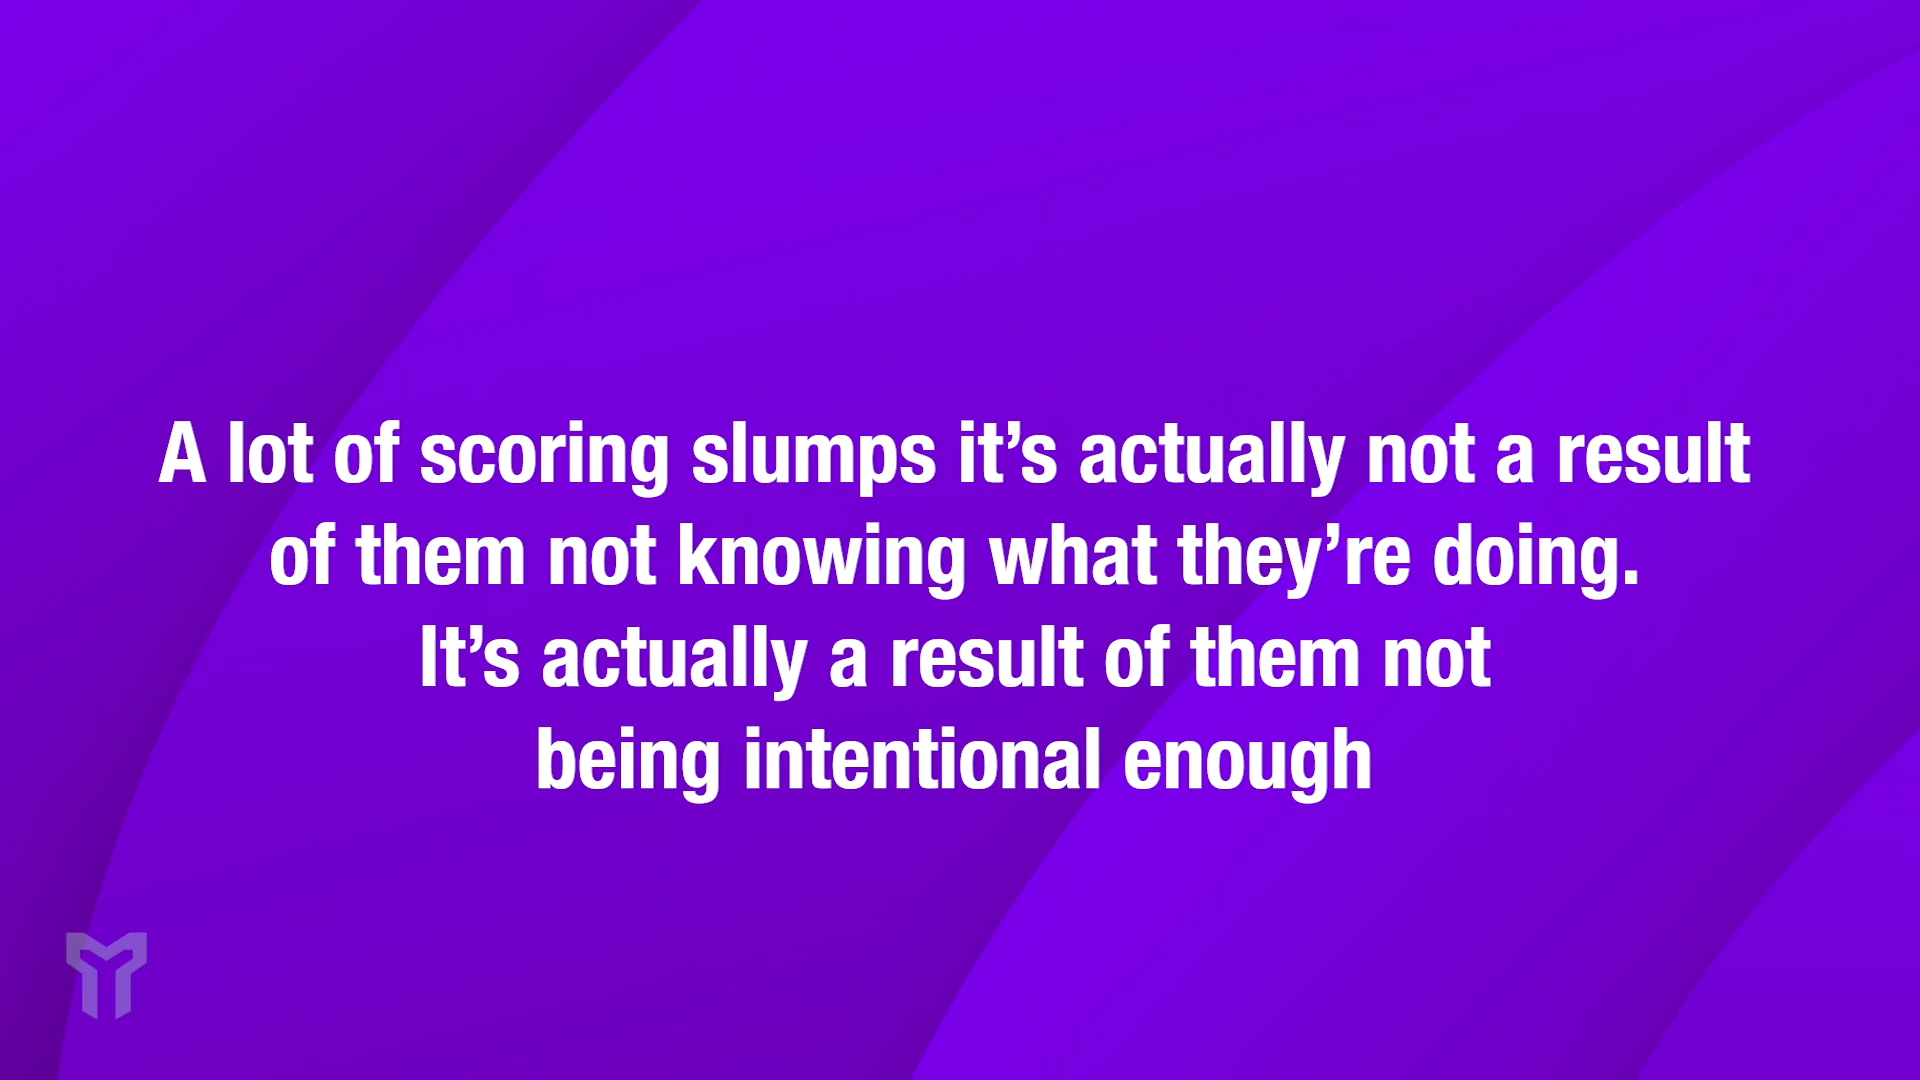 A lot of scoring slumps it’s actually not a result
of them not knowing what they’re doing.
It’s actually a result of them not
being intentional enough